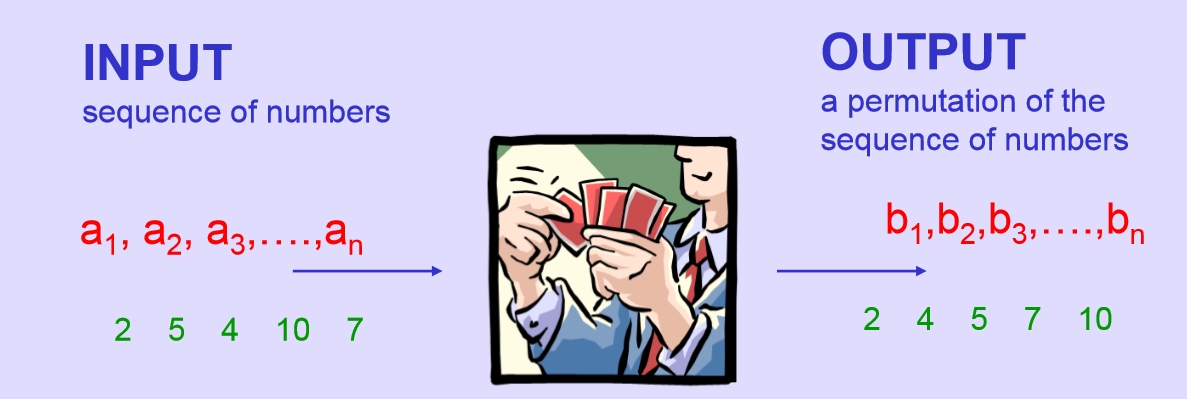 INPUT
sequence of numbers
a1, a2, a3,….,an
2 5 4 10 7
OUTPUT
a permutation of the
sequence of numbers
b1,b2,b3,….,bn
2 4 5 7 10